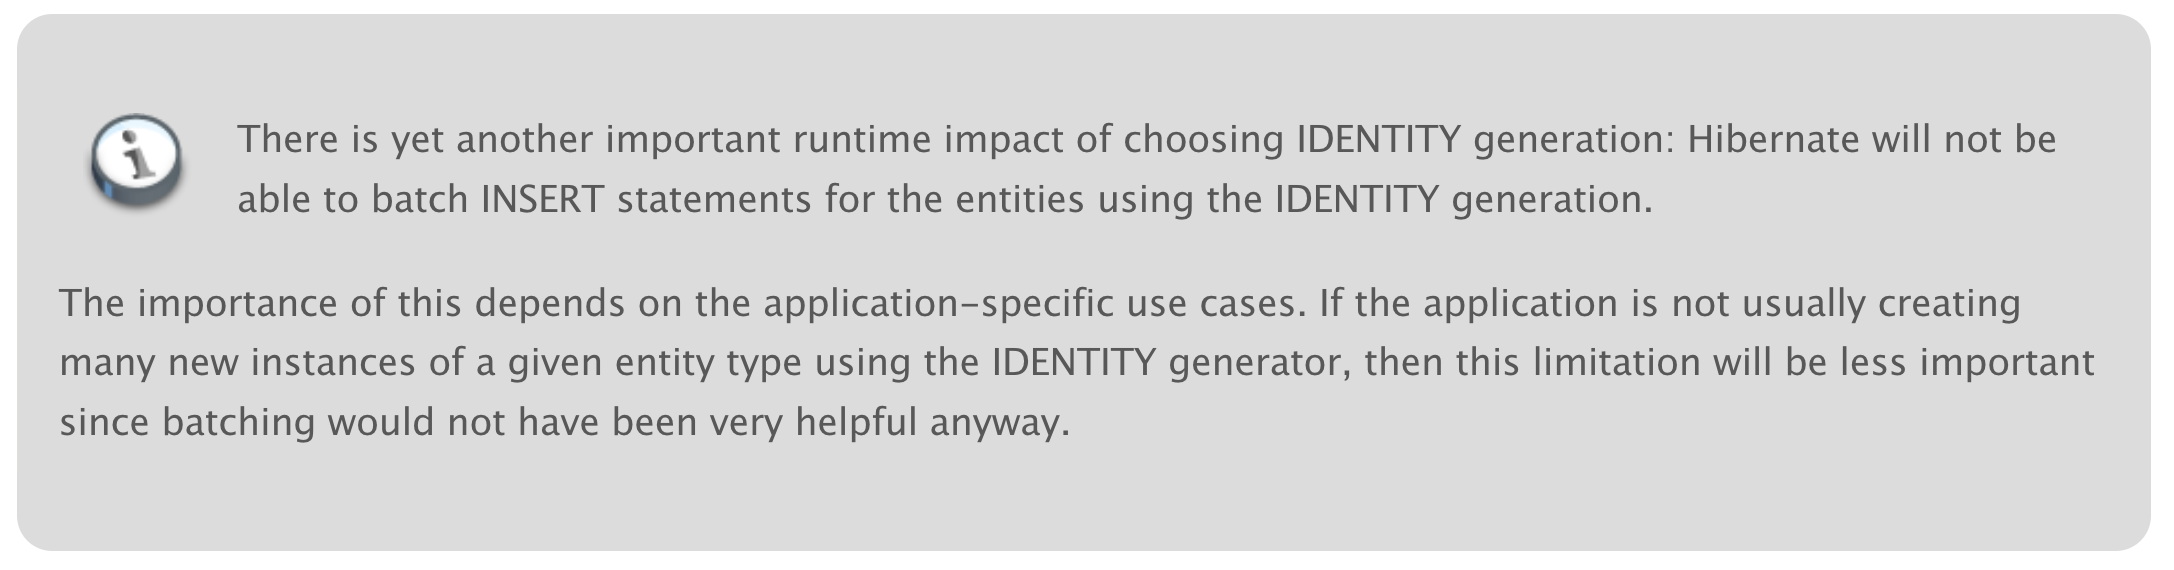 There is yet another important runtime impact of choosing IDENTITY generation: Hibernate will not be
able to batch INSERT statements for the entities using the IDENTITY generation.
The importance of this depends on the application-specific use cases. If the application is not usually creating
many new instances of a given entity type using the IDENTITY generator, then this limitation will be less important
since batching would not have been very helpful anyway.